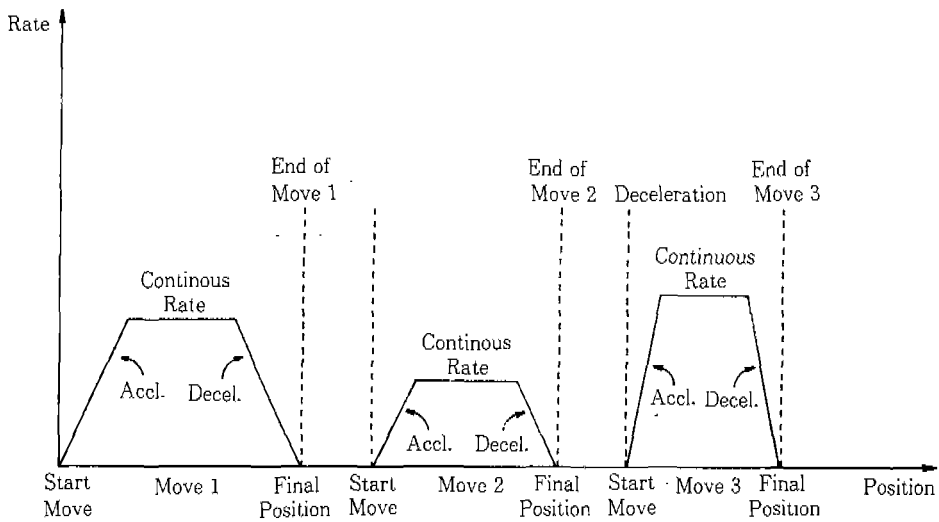 Rate
End of
Move 1
End of
Move 2
Deceleration
End of
Move 3
Continous
Rate
Continous
Rate
Continuous
Rate
Accl.
Decel.
Accl.
Decel.
Accl.
Decel.
Start
Move
Move 1
Final
Position
Start
Move
Move 2
Final
Position
Start
Move
Move 3
Final
Position
Position